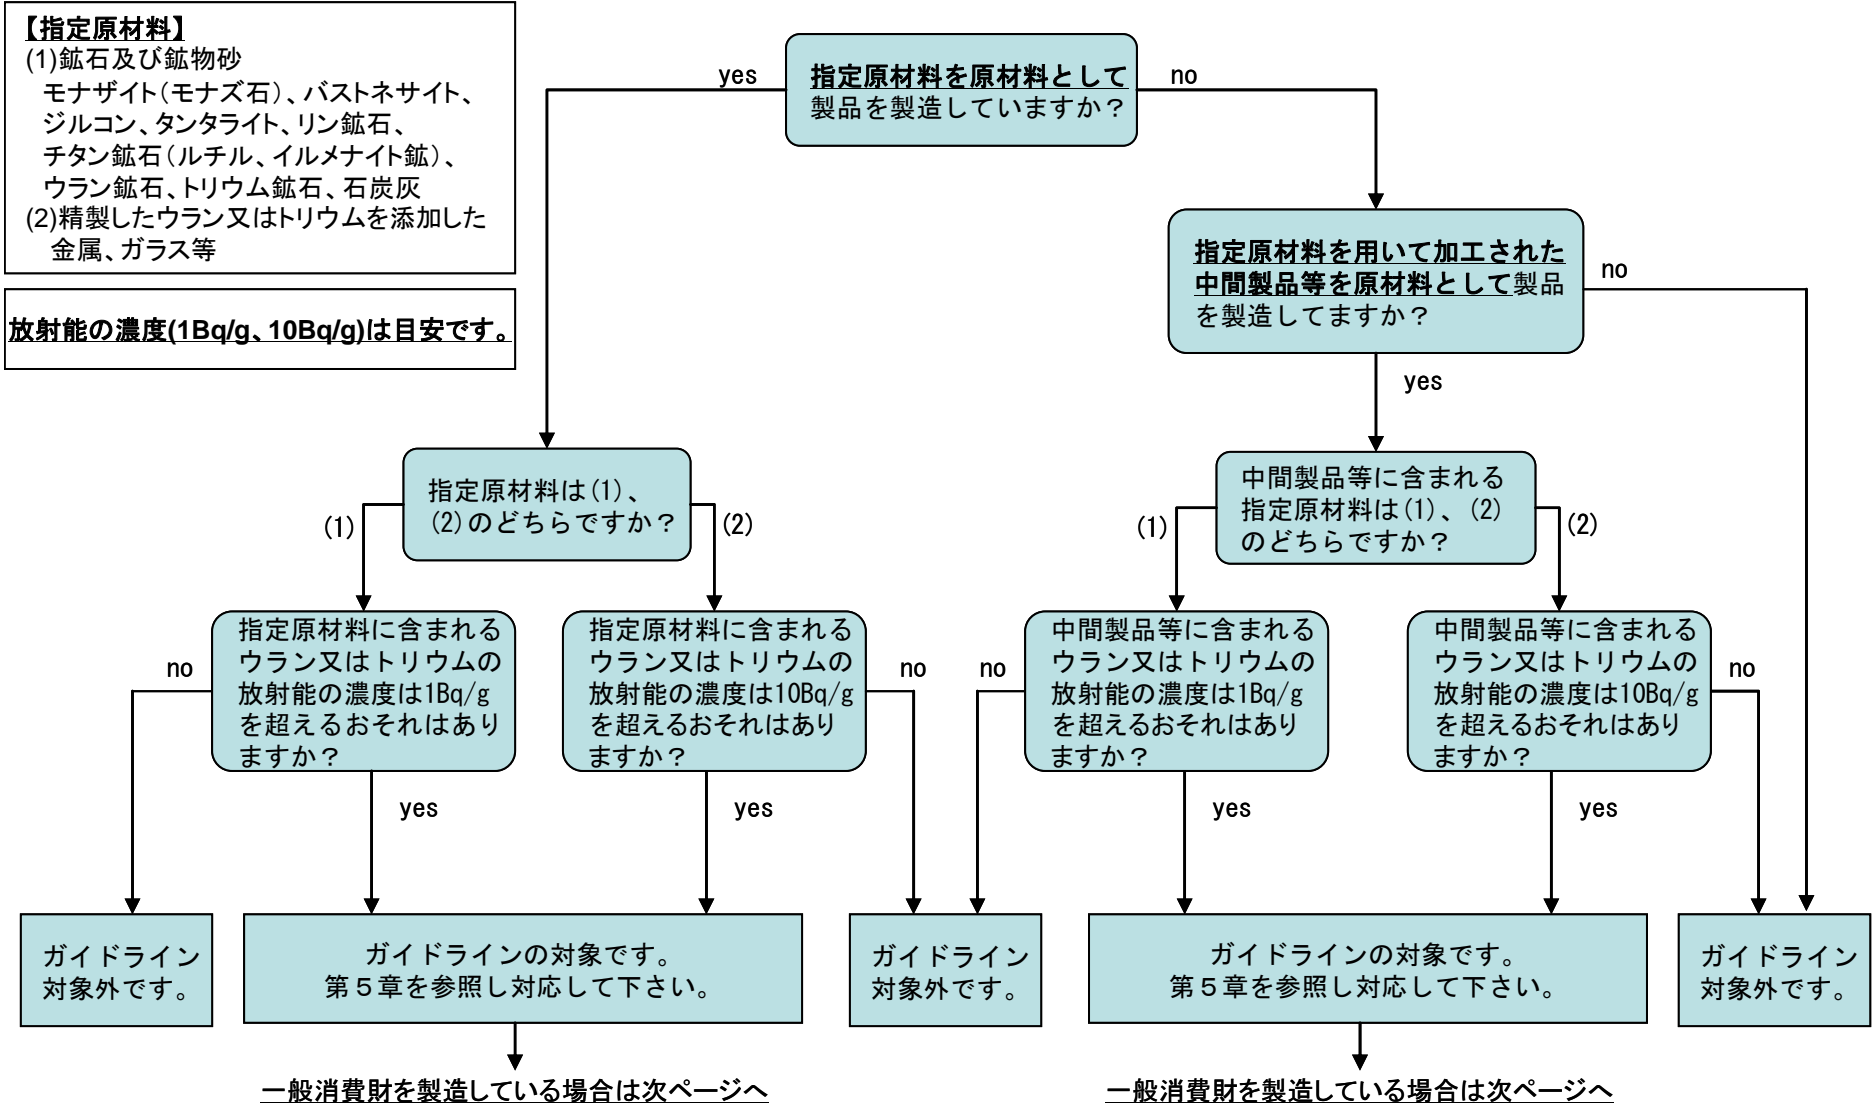 【指定原材料】
(1)鉱石及び鉱物砂
モナザイト(モナズ石)、バストネサイト、
ジルコン、タンタライト、リン鉱石、
チタン鉱石(ルチル、イルメナイト鉱)、
ウラン鉱石、トリウム鉱石、石炭灰
(2)精製したウラン又はトリウムを添加した
金属、ガラス等
放射能の濃度(1Bq/g、10Bq/g)は目安です。
yes
指定原材料を原材料として
製品を製造していますか？
no
指定原材料を用いて加工された
中間製品等を原材料として製品
を製造してますか？
no
yes
指定原材料は(1)、
(2)のどちらですか？
(1)
(2)
中間製品等に含まれる
指定原材料は(1)、(2)
のどちらですか？
(1)
(2)
指定原材料に含まれる
ウラン又はトリウムの
放射能の濃度は1Bq/g
を超えるおそれはあり
ますか？
no
yes
指定原材料に含まれる
ウラン又はトリウムの
放射能の濃度は10Bq/g
を超えるおそれはあり
ますか？
no
yes
中間製品等に含まれる
ウラン又はトリウムの
放射能の濃度は1Bq/g
を超えるおそれはあり
ますか？
no
yes
中間製品等に含まれる
ウラン又はトリウムの
放射能の濃度は10Bq/g
を超えるおそれはあり
ますか？
no
yes
ガイドライン
対象外です。
ガイドラインの対象です。
第５章を参照し対応して下さい。
ガイドライン
対象外です。
ガイドラインの対象です。
第５章を参照し対応して下さい。
ガイドライン
対象外です。
一般消費財を製造している場合は次ページへ
一般消費財を製造している場合は次ページへ